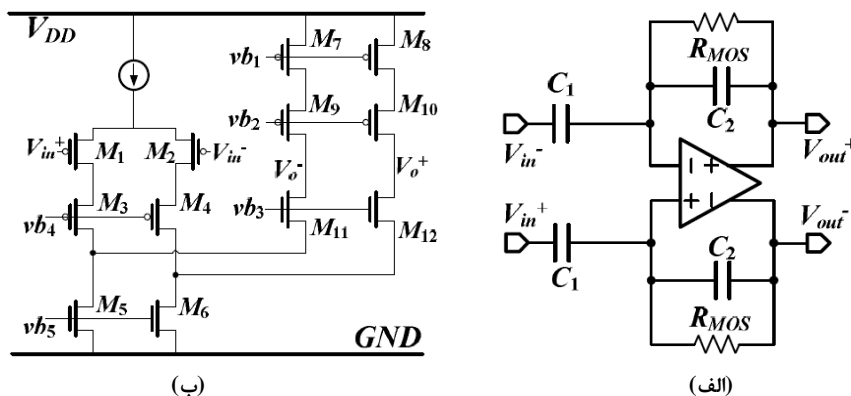 V_DD
vb₁
M₇
M₈
vb₂
M₉
M₁₀
V_in⁺
M₁
M₂
V_in⁻
V_o⁻
V_o⁺
M₃
M₄
vb₄
vb₃
M₁₁
M₁₂
M₅
M₆
vb₅
GND
(ب)
R_MOS
C₁
C₂
V_in⁻
V_out⁺
V_in⁺
V_out⁻
C₁
C₂
R_MOS
(الف)